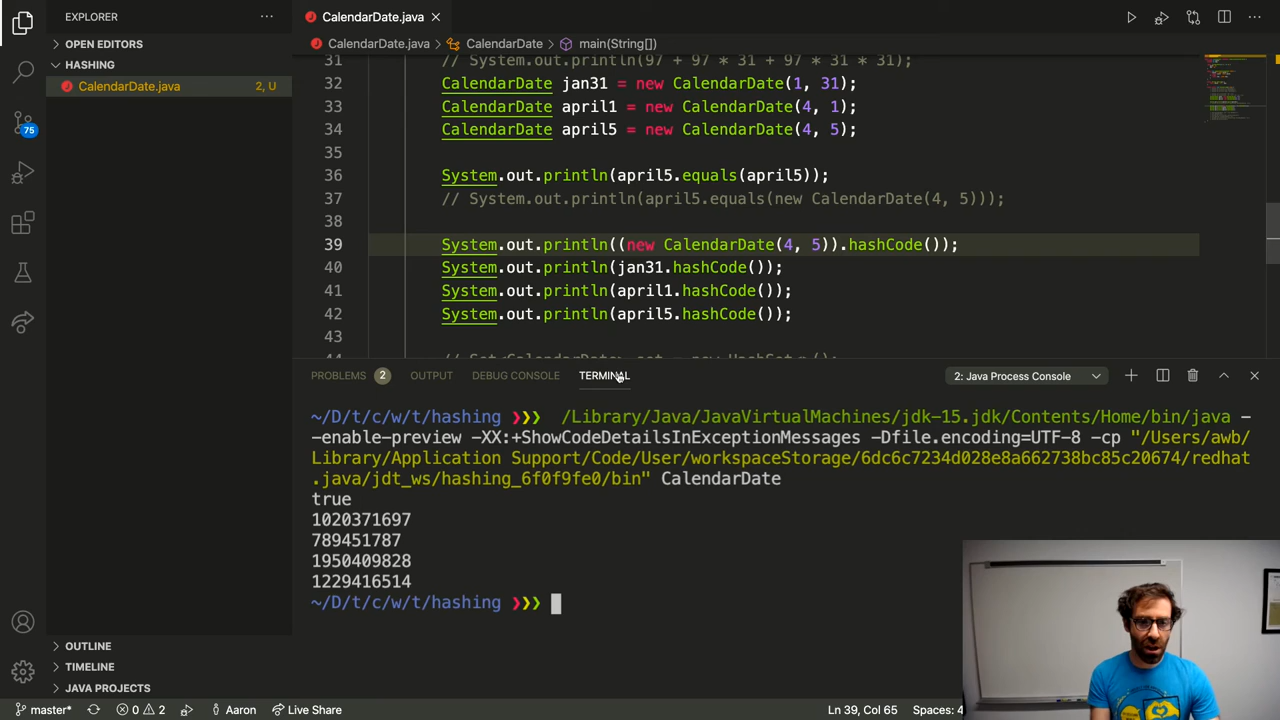 EXPLORER
OPEN EDITORS
HASHING
CalendarDate.java 2, U
75
CalendarDate.java
CalendarDate.java CalendarDate main(String[])
31 // System.out.println(97 + 97 * 31 + 97 * 31 * 31);
32 CalendarDate jan31 = new CalendarDate(1, 31);
33 CalendarDate april1 = new CalendarDate(4, 1);
34 CalendarDate april5 = new CalendarDate(4, 5);
35
36 System.out.println(april5.equals(april5));
37 // System.out.println(april5.equals(new CalendarDate(4, 5)));
38
39 System.out.println((new CalendarDate(4, 5)).hashCode());
40 System.out.println(jan31.hashCode());
41 System.out.println(april1.hashCode());
42 System.out.println(april5.hashCode());
43
44 // Set<CalendarDate> set = new HashSet<>();
PROBLEMS 2 OUTPUT DEBUG CONSOLE TERMINAL 2: Java Process Console
~/D/t/c/w/t/hashing ❯❯❯ /Library/Java/JavaVirtualMachines/jdk-15.jdk/Contents/Home/bin/java -
-enable-preview -XX:+ShowCodeDetailsInExceptionMessages -Dfile.encoding=UTF-8 -cp "/Users/awb/
Library/Application Support/Code/User/workspaceStorage/6dc6c7234d028e8a662738bc85c20674/redhat
.java/jdt_ws/hashing_6f0f9fe0/bin" CalendarDate
true
1020371697
789451787
1950409828
1229416514
~/D/t/c/w/t/hashing ❯❯❯
OUTLINE
TIMELINE
JAVA PROJECTS
master* 0 2 Aaron Live Share Ln 39, Col 65 Spaces: 4